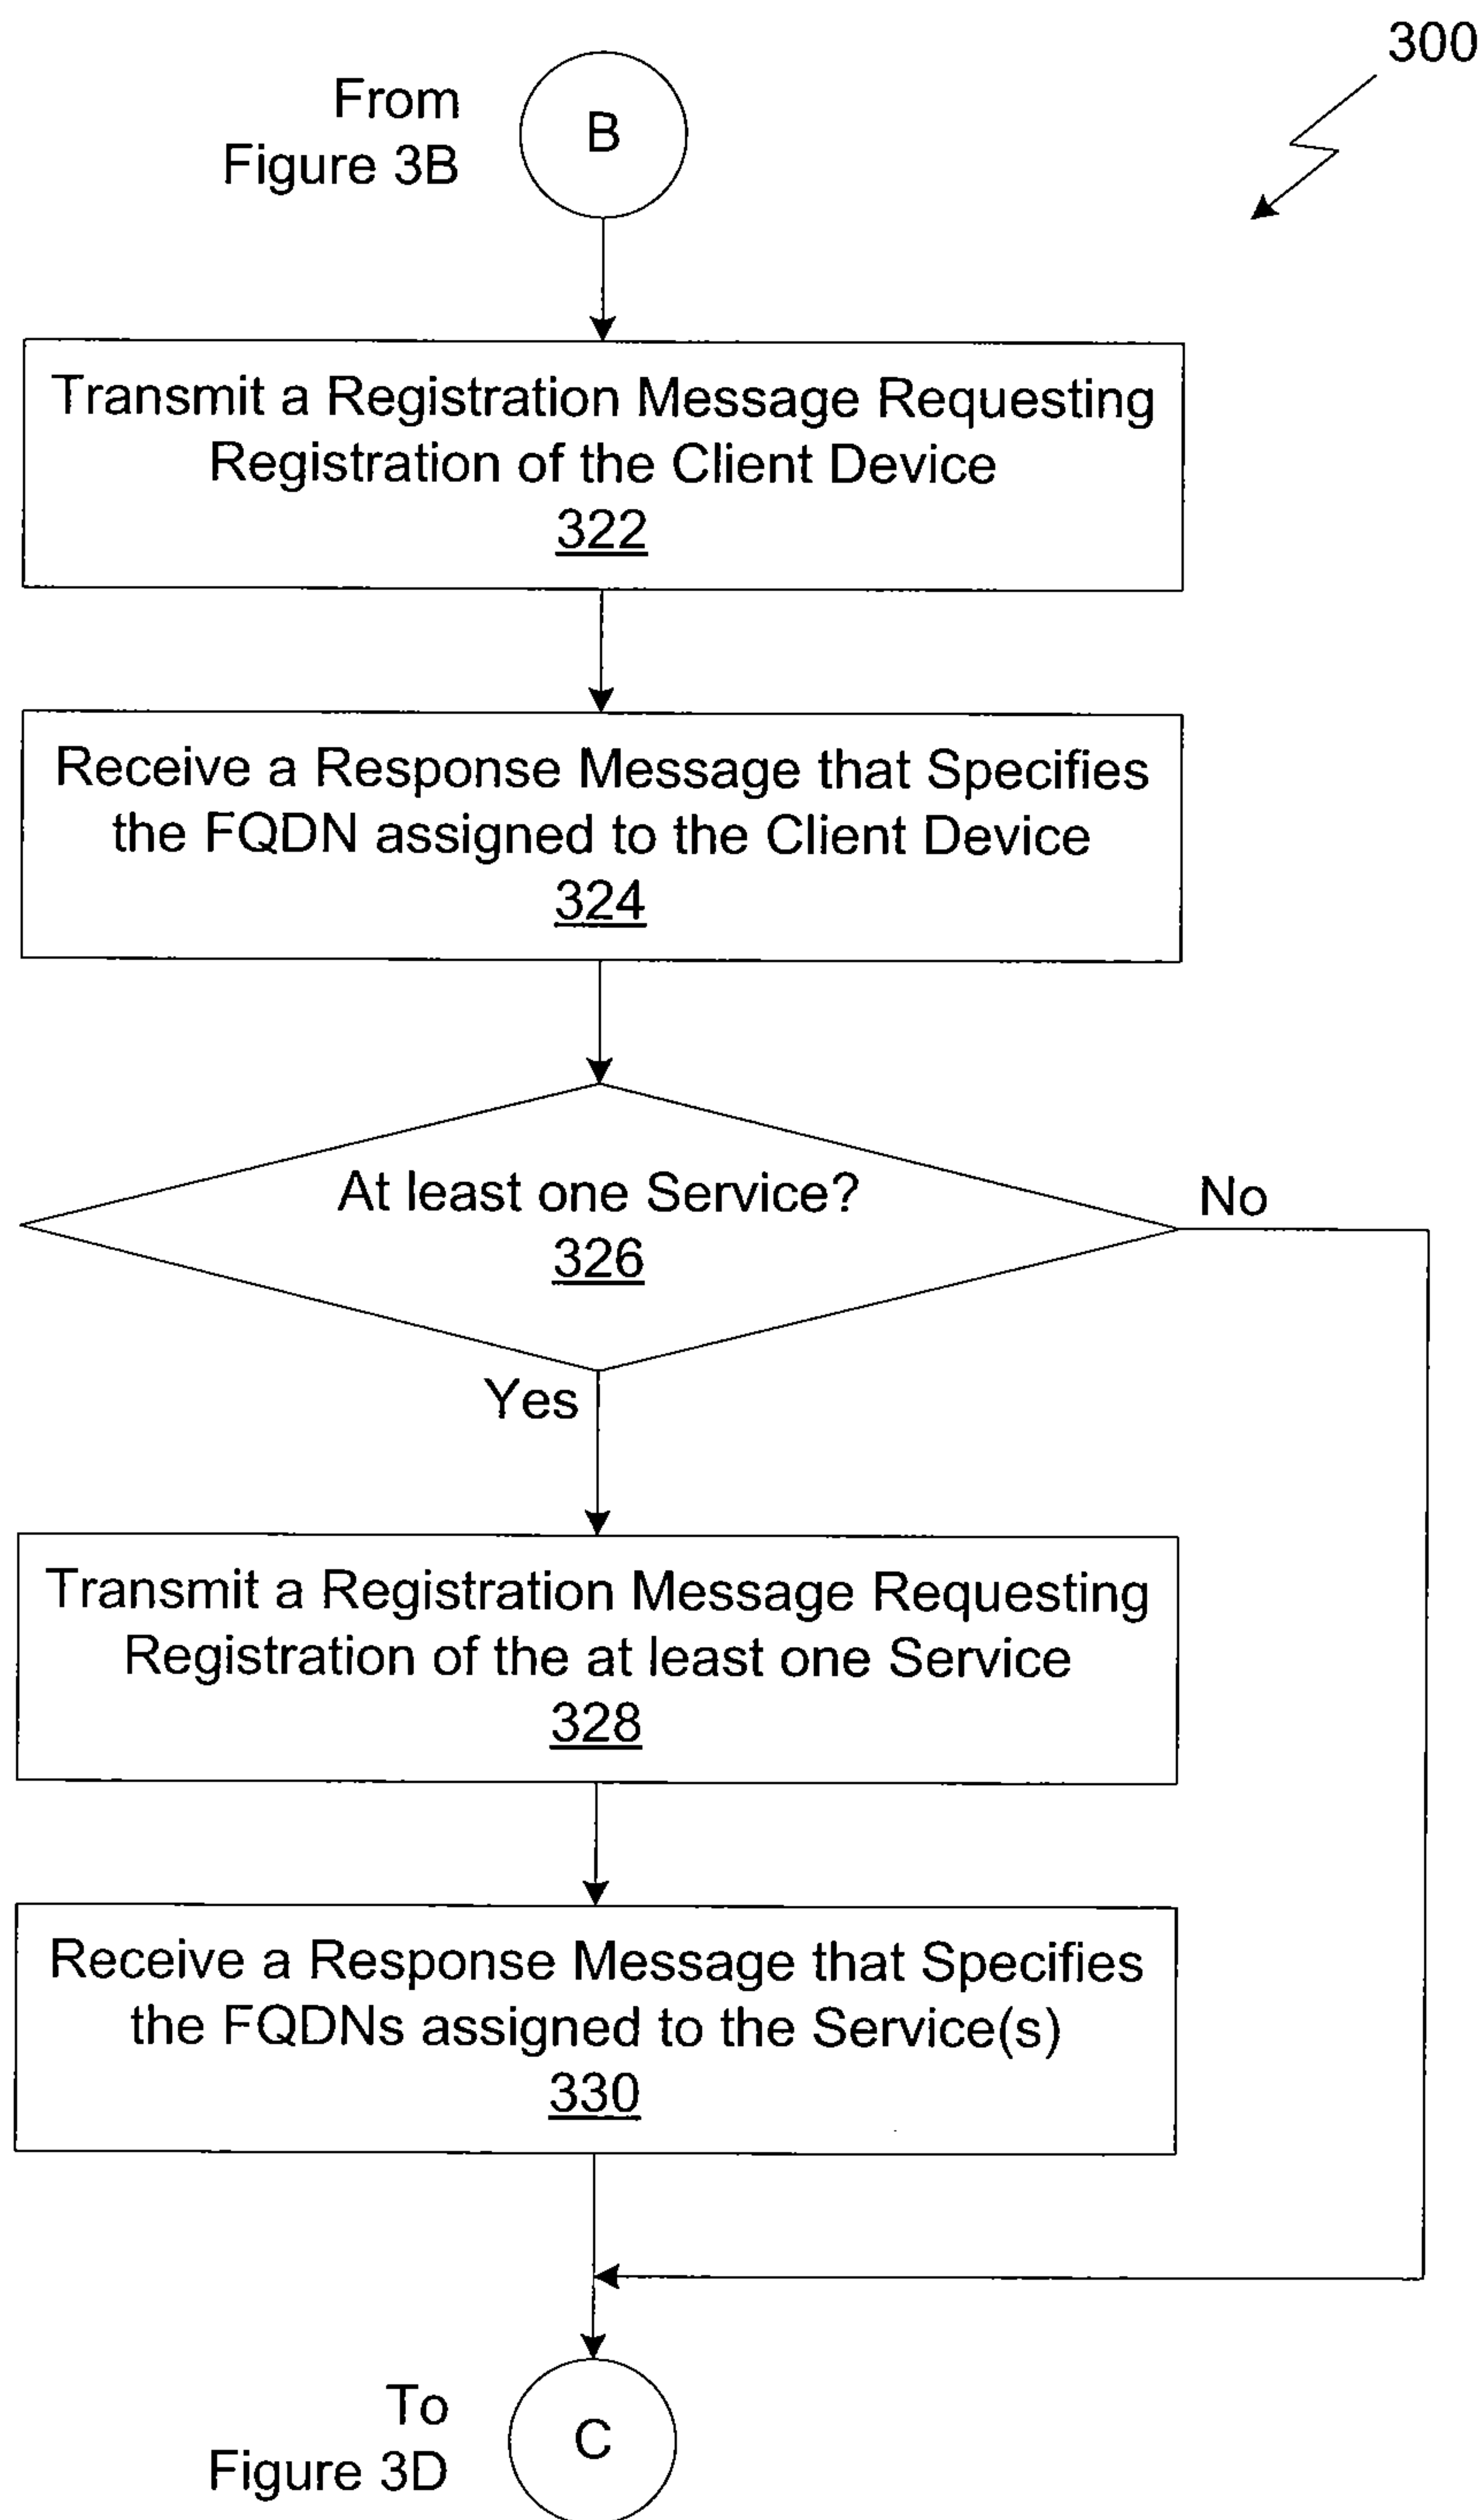 300
From
Figure 3B
B
Transmit a Registration Message Requesting
Registration of the Client Device
322
Receive a Response Message that Specifies
the FQDN assigned to the Client Device
324
At least one Service?
326
No
Yes
Transmit a Registration Message Requesting
Registration of the at least one Service
328
Receive a Response Message that Specifies
the FQDNs assigned to the Service(s)
330
To
Figure 3D
C